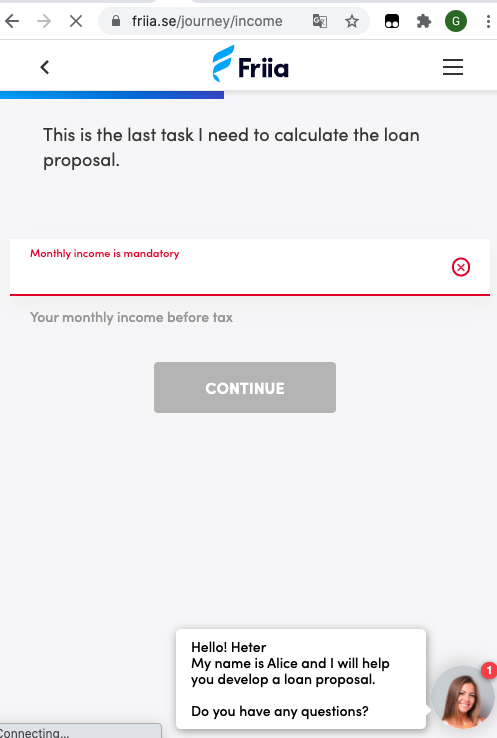 friia.se/journey/income
G
Friia
This is the last task I need to calculate the loan
proposal.
Monthly income is mandatory
Your monthly income before tax
CONTINUE
Hello! Heter
My name is Alice and I will help
you develop a loan proposal.
Do you have any questions?
1
Connecting...